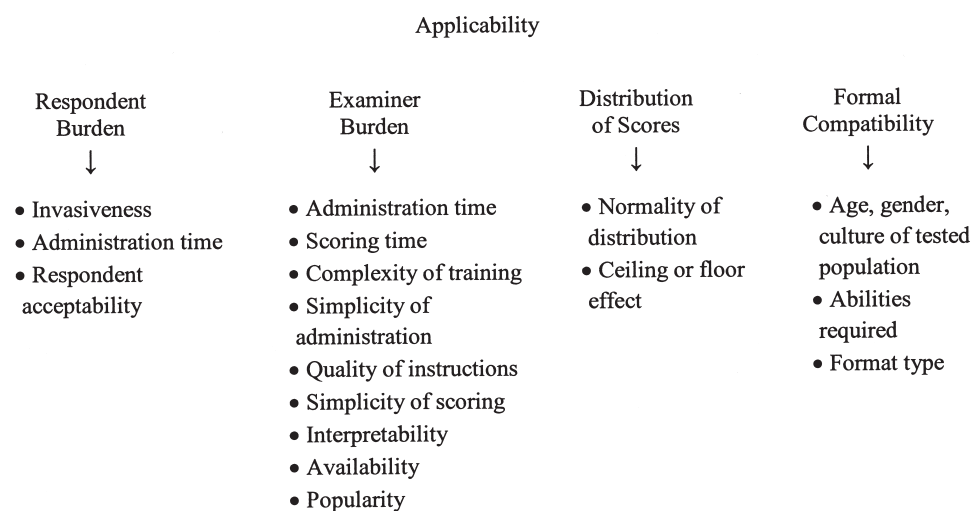 Applicability
Respondent
Burden
↓
• Invasiveness
• Administration time
• Respondent
acceptability
Examiner
Burden
↓
• Administration time
• Scoring time
• Complexity of training
• Simplicity of
administration
• Quality of instructions
• Simplicity of scoring
• Interpretability
• Availability
• Popularity
Distribution
of Scores
↓
• Normality of
distribution
• Ceiling or floor
effect
Formal
Compatibility
↓
• Age, gender,
culture of tested
population
• Abilities
required
• Format type